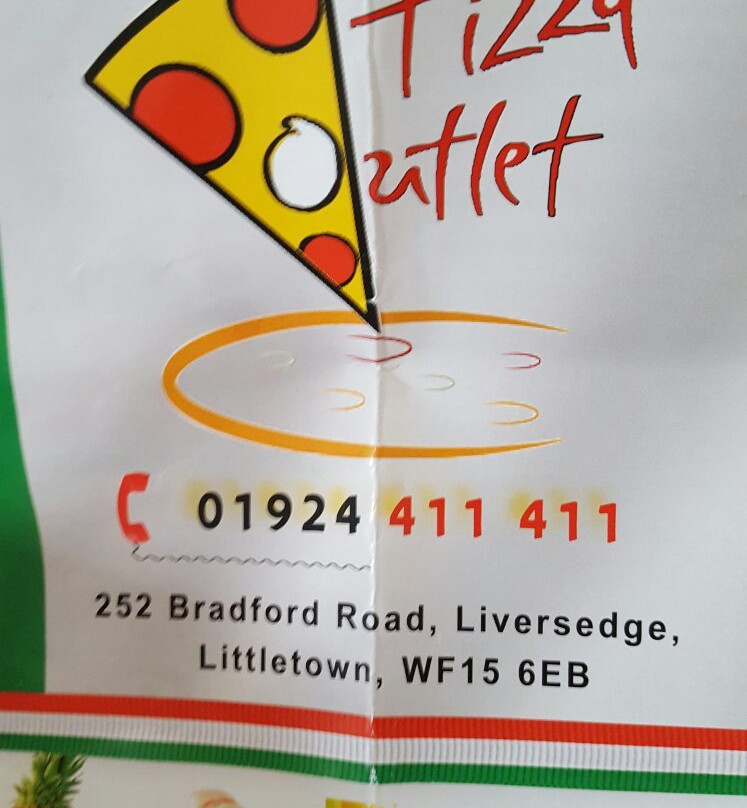 Pizza
utlet
01924 411 411
252 Bradford Road, Liversedge,
Littletown, WF15 6EB